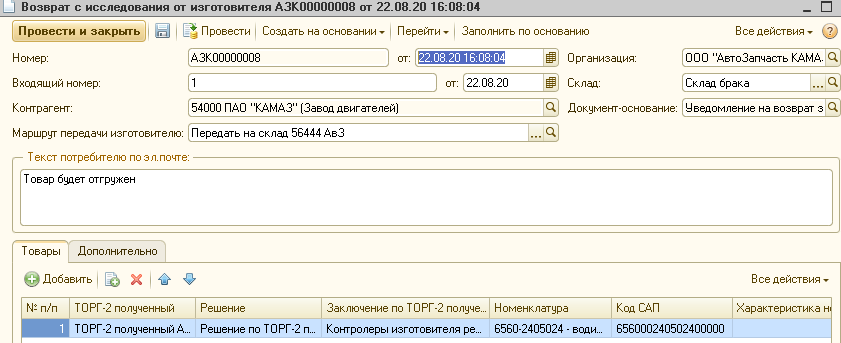 Возврат с исследования от изготовителя АЗК00000008 от 22.08.20 16:08:04
Провести и закрыть Провести Создать на основании Перейти Заполнить по основанию Все действия
Номер: АЗК00000008 от: 22.08.20 16:08:04 Организация: ООО "АвтоЗапчасть КАМА
Входящий номер: 1 от: 22.08.20 Склад: Склад брака ...
Контрагент: 54000 ПАО "КАМАЗ" (Завод двигателей) Документ-основание: Уведомление на возврат з
Маршрут передачи изготовителю: Передать на склад 56444 АвЗ ...
Текст потребителю по эл.почте:
Товар будет отгружен
Товары Дополнительно
Добавить Все действия
№ п/п ТОРГ-2 полученный Решение Заключение по ТОРГ-2 получе... Номенклатура Код САП Характеристика но
1 ТОРГ-2 полученный А... Решение по ТОРГ-2 п... Контролеры изготовителя ре... 6560-2405024 - води... 656000240502400000